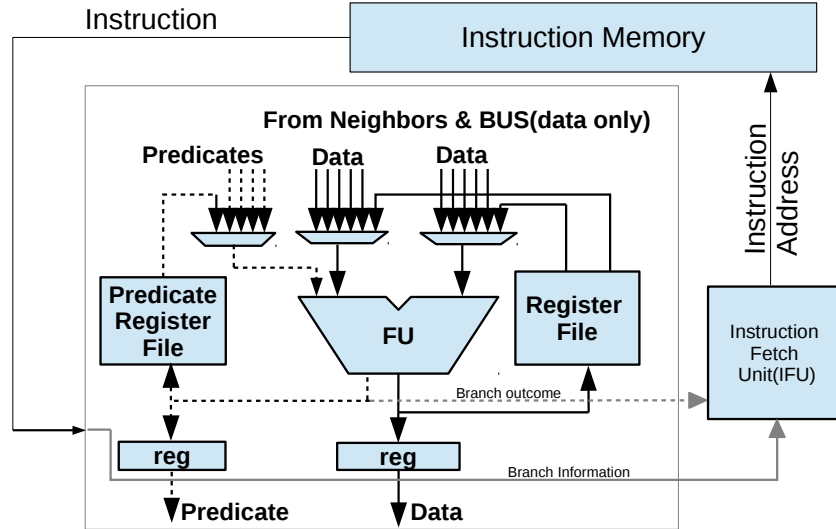 Instruction
Instruction Memory
From Neighbors & BUS(data only)
Predicates
Data
Data
Instruction
Address
Predicate
Register
File
FU
Register
File
Instruction
Fetch
Unit(IFU)
Branch outcome
reg
reg
Branch Information
Predicate
Data